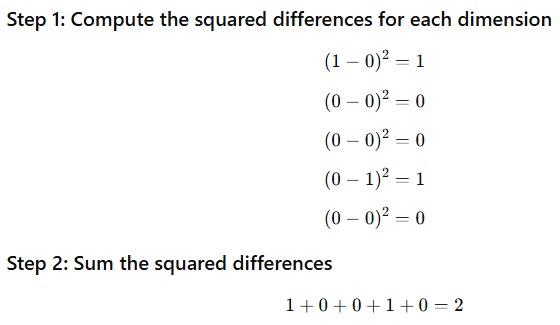 Step 1: Compute the squared differences for each dimension
(1 − 0)² = 1
(0 − 0)² = 0
(0 − 0)² = 0
(0 − 1)² = 1
(0 − 0)² = 0
Step 2: Sum the squared differences
1 + 0 + 0 + 1 + 0 = 2